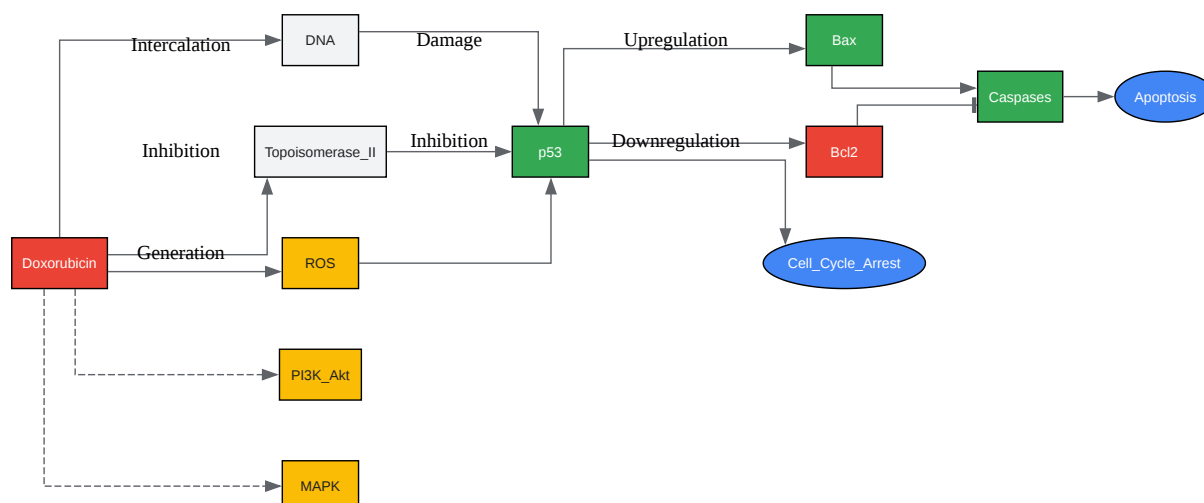 DNA
Bax
Intercalation
Damage
Upregulation
Caspases
Apoptosis
Inhibition
Topoisomerase_II
Inhibition
p53
Downregulation
Bcl2
Doxorubicin
Generation
ROS
Cell_Cycle_Arrest
PI3K_Akt
MAPK